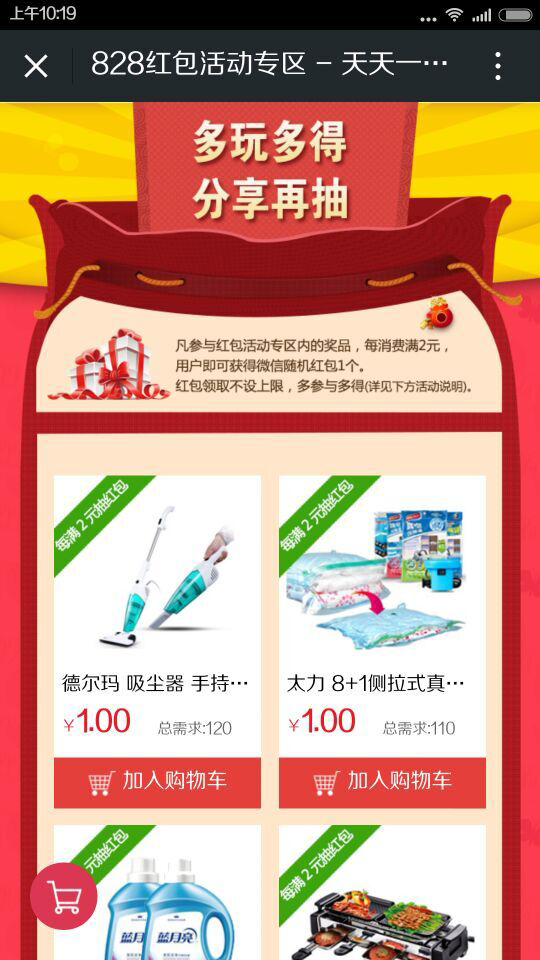 上午10:19
828红包活动专区 – 天天一…
多玩多得
分享再抽
凡参与红包活动专区内的奖品，每消费满2元，
用户即可获得微信随机红包1个。
红包领取不设上限，多参与多得(详见下方活动说明)。
每满 2 元抽红包
每满 2 元抽红包
德尔玛 吸尘器 手持…
太力 8+1侧拉式真…
¥1.00 总需求:120
¥1.00 总需求:110
加入购物车
加入购物车
元抽红包
每满 2 元抽红包
蓝月亮
蓝月亮